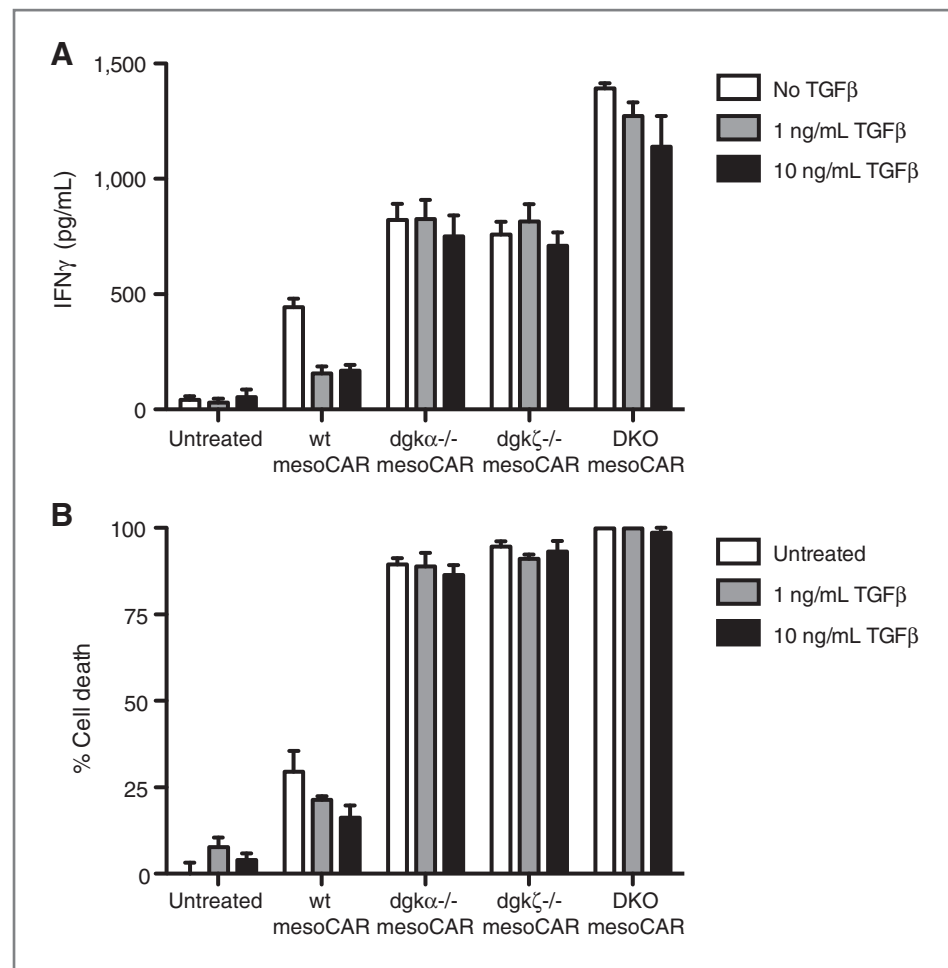 A
1,500
1,000
500
0
IFNγ (pg/mL)
No TGFβ
1 ng/mL TGFβ
10 ng/mL TGFβ
Untreated
wt
mesoCAR
dgkα-/-
mesoCAR
dgkζ-/-
mesoCAR
DKO
mesoCAR
B
100
75
50
25
0
% Cell death
Untreated
1 ng/mL TGFβ
10 ng/mL TGFβ
Untreated
wt
mesoCAR
dgkα-/-
mesoCAR
dgkζ-/-
mesoCAR
DKO
mesoCAR